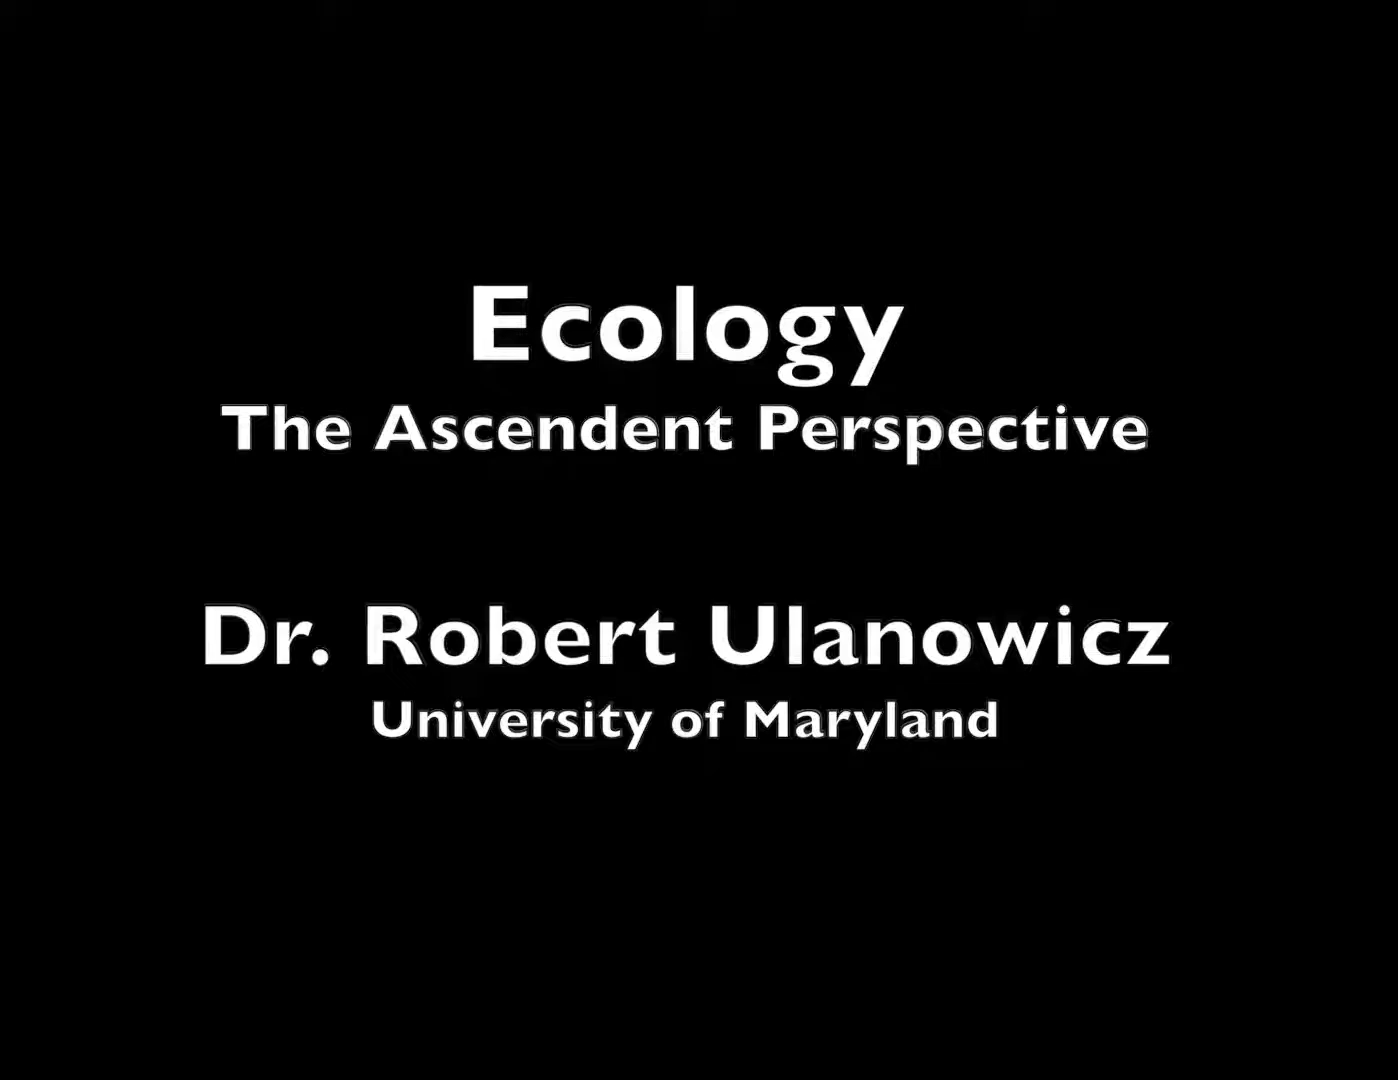 Ecology
The Ascendent Perspective
Dr. Robert Ulanowicz
University of Maryland